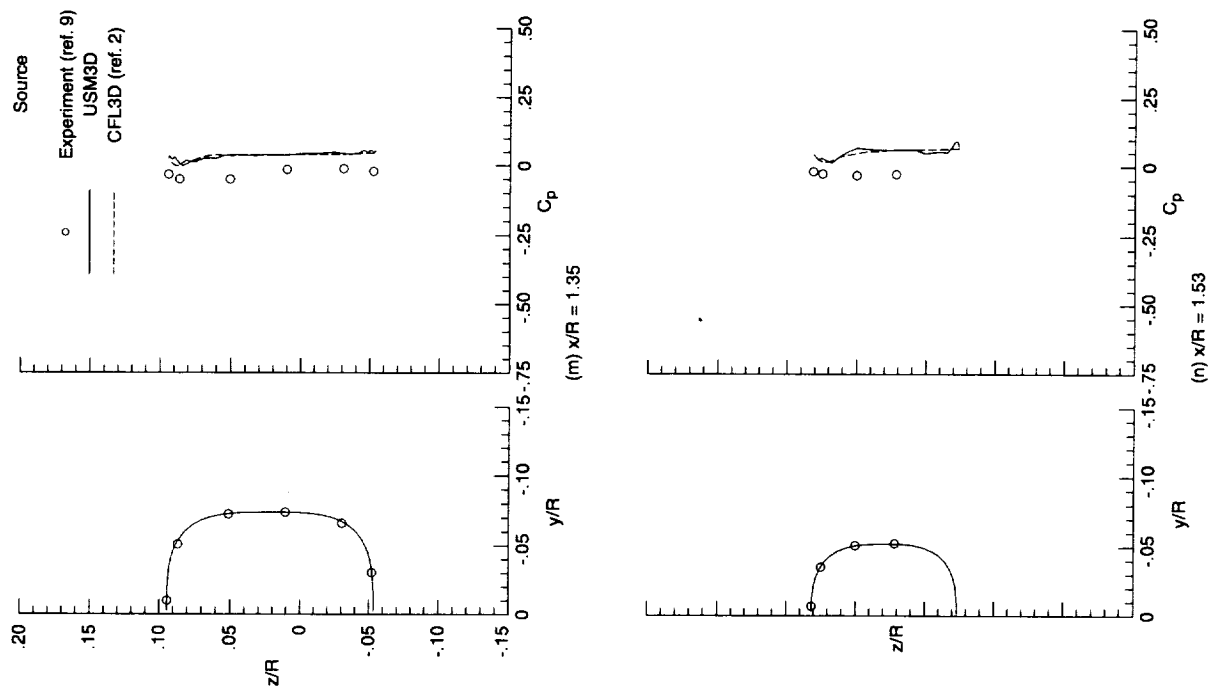 Source
Experiment (ref. 9)
USM3D
CFL3D (ref. 2)
.20
.15
.10
.05
0
-.05
-.10
-.15
z/R
0
-.05
-.10
-.15
y/R
-.75
-.50
-.25
0
.25
.50
Cp
(m) x/R = 1.35
z/R
0
-.05
-.10
-.15
y/R
-.75
-.50
-.25
0
.25
.50
Cp
(n) x/R = 1.53